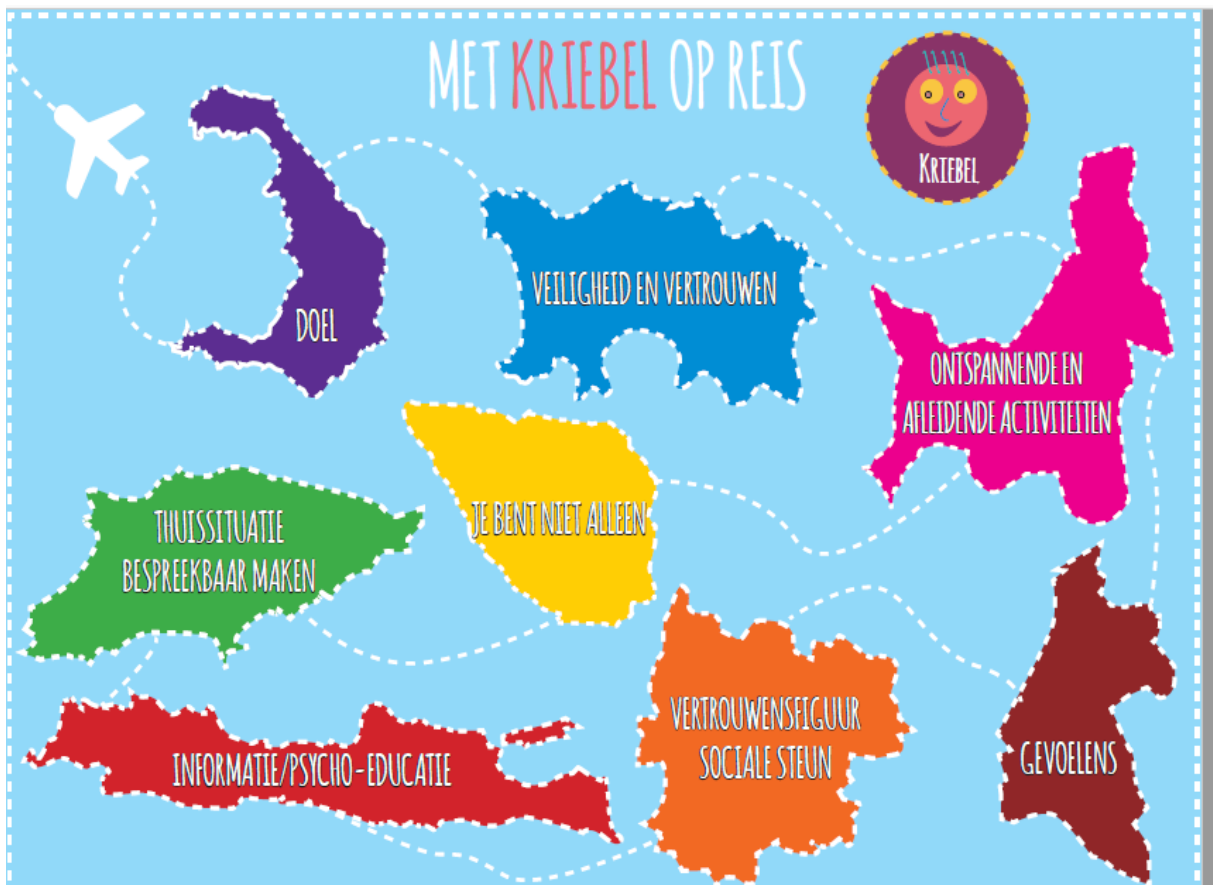 MET KRIEBEL OP REIS
KRIEBEL
DOEL
VEILIGHEID EN VERTROUWEN
ONTSPANNENDE EN
AFLEIDENDE ACTIVITEITEN
JE BENT NIET ALLEEN
THUISSITUATIE
BESPREEKBAAR MAKEN
VERTROUWENSFIGUUR
SOCIALE STEUN
GEVOELENS
INFORMATIE/PSYCHO-EDUCATIE